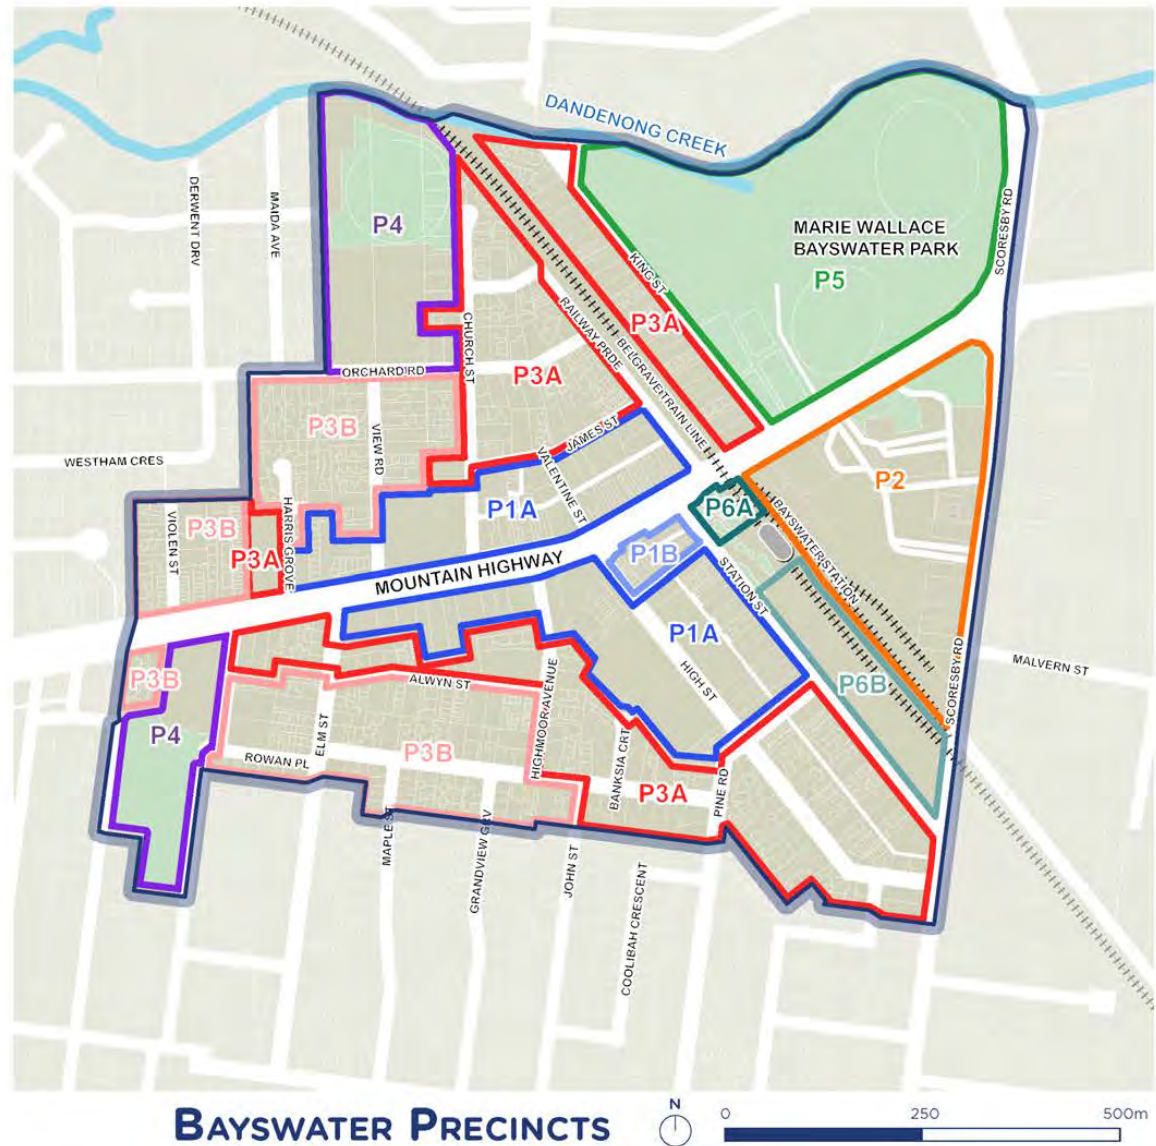 DANDENONG CREEK
DERWENT DRV
MAIDA AVE
P4
MARIE WALLACE
BAYSWATER PARK
P5
SCORESBY RD
KING ST
P3A
RAILWAY PRDE
BELGRAVE TRAIN LINE
CHURCH ST
ORCHARD RD
P3A
P3B
VIEW RD
JAMES ST
VALENTINE ST
WESTHAM CRES
P2
P1A
P6A
BAYSWATER STATION
HARRIS GROVE
VIOLEN ST
P3B
P3A
P1B
STATION ST
MOUNTAIN HIGHWAY
P1A
HIGH ST
P6B
SCORESBY RD
MALVERN ST
P3B
P4
ALWYN ST
HIGHMOOR AVENUE
ELM ST
ROWAN PL
P3B
BANKSIA CRT
P3A
PINE RD
MAPLE ST
GRANDVIEW GEV
JOHN ST
COOLIBAH CRESCENT
BAYSWATER PRECINCTS
N
0 250 500m